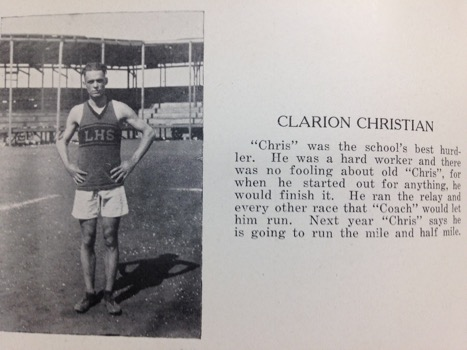 LHS
CLARION CHRISTIAN
"Chris" was the school's best hurd-
ler. He was a hard worker and there
was no fooling about old "Chris", for
when he started out for anything, he
would finish it. He ran the relay and
every other race that "Coach" would let
him run. Next year "Chris" says he
is going to run the mile and half mile.